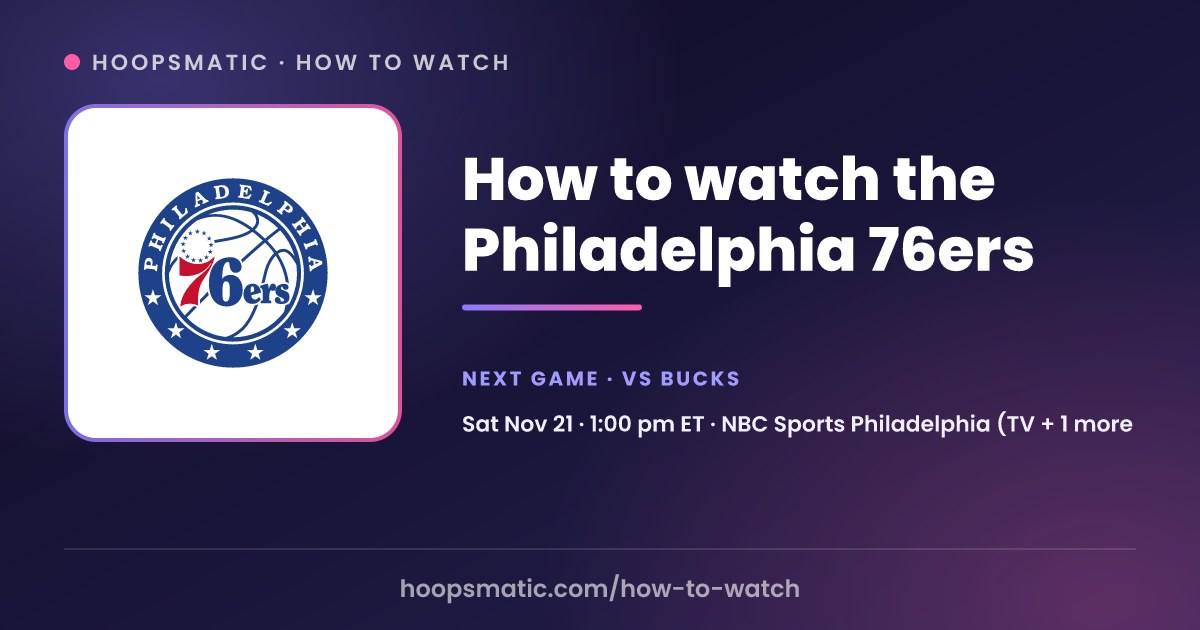 HOOPSMATIC · HOW TO WATCH
PHILADELPHIA
76ers
How to watch the
Philadelphia 76ers
NEXT GAME · VS BUCKS
Sat Nov 21 · 1:00 pm ET · NBC Sports Philadelphia (TV + 1 more
hoopsmatic.com/how-to-watch